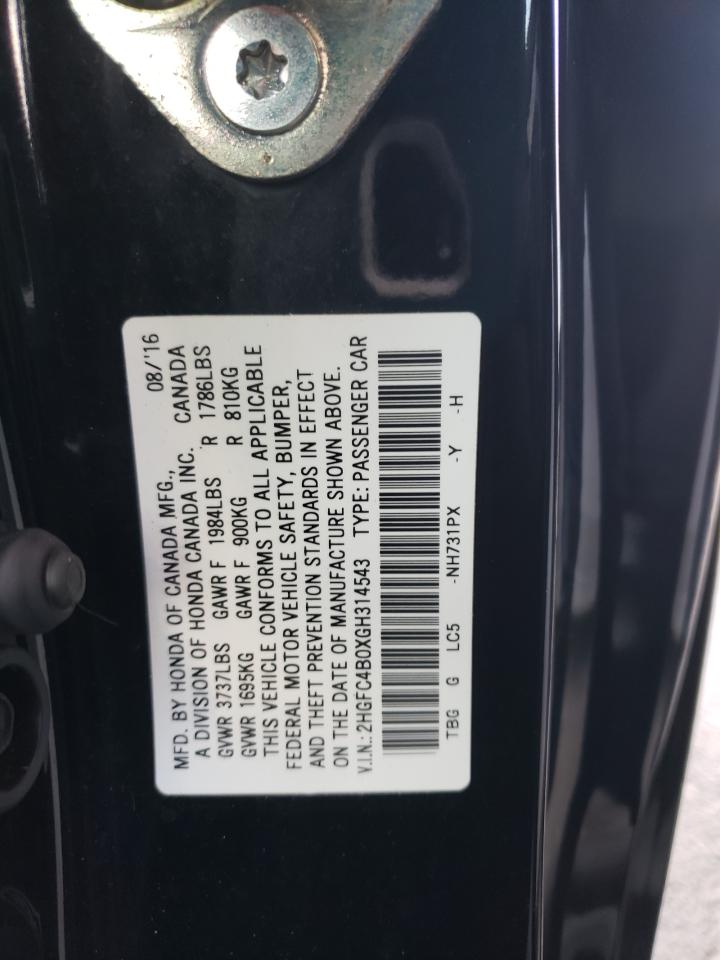 MFD. BY HONDA OF CANADA MFG., 08/'16
A DIVISION OF HONDA CANADA INC. CANADA
GVWR 3737LBS GAWR F 1984LBS R 1786LBS
GVWR 1695KG GAWR F 900KG R 810KG
THIS VEHICLE CONFORMS TO ALL APPLICABLE
FEDERAL MOTOR VEHICLE SAFETY, BUMPER,
AND THEFT PREVENTION STANDARDS IN EFFECT
ON THE DATE OF MANUFACTURE SHOWN ABOVE.
V.I.N.: 2HGFC4B0XGH314543 TYPE: PASSENGER CAR
TBG G LC5 -NH731PX -Y -H